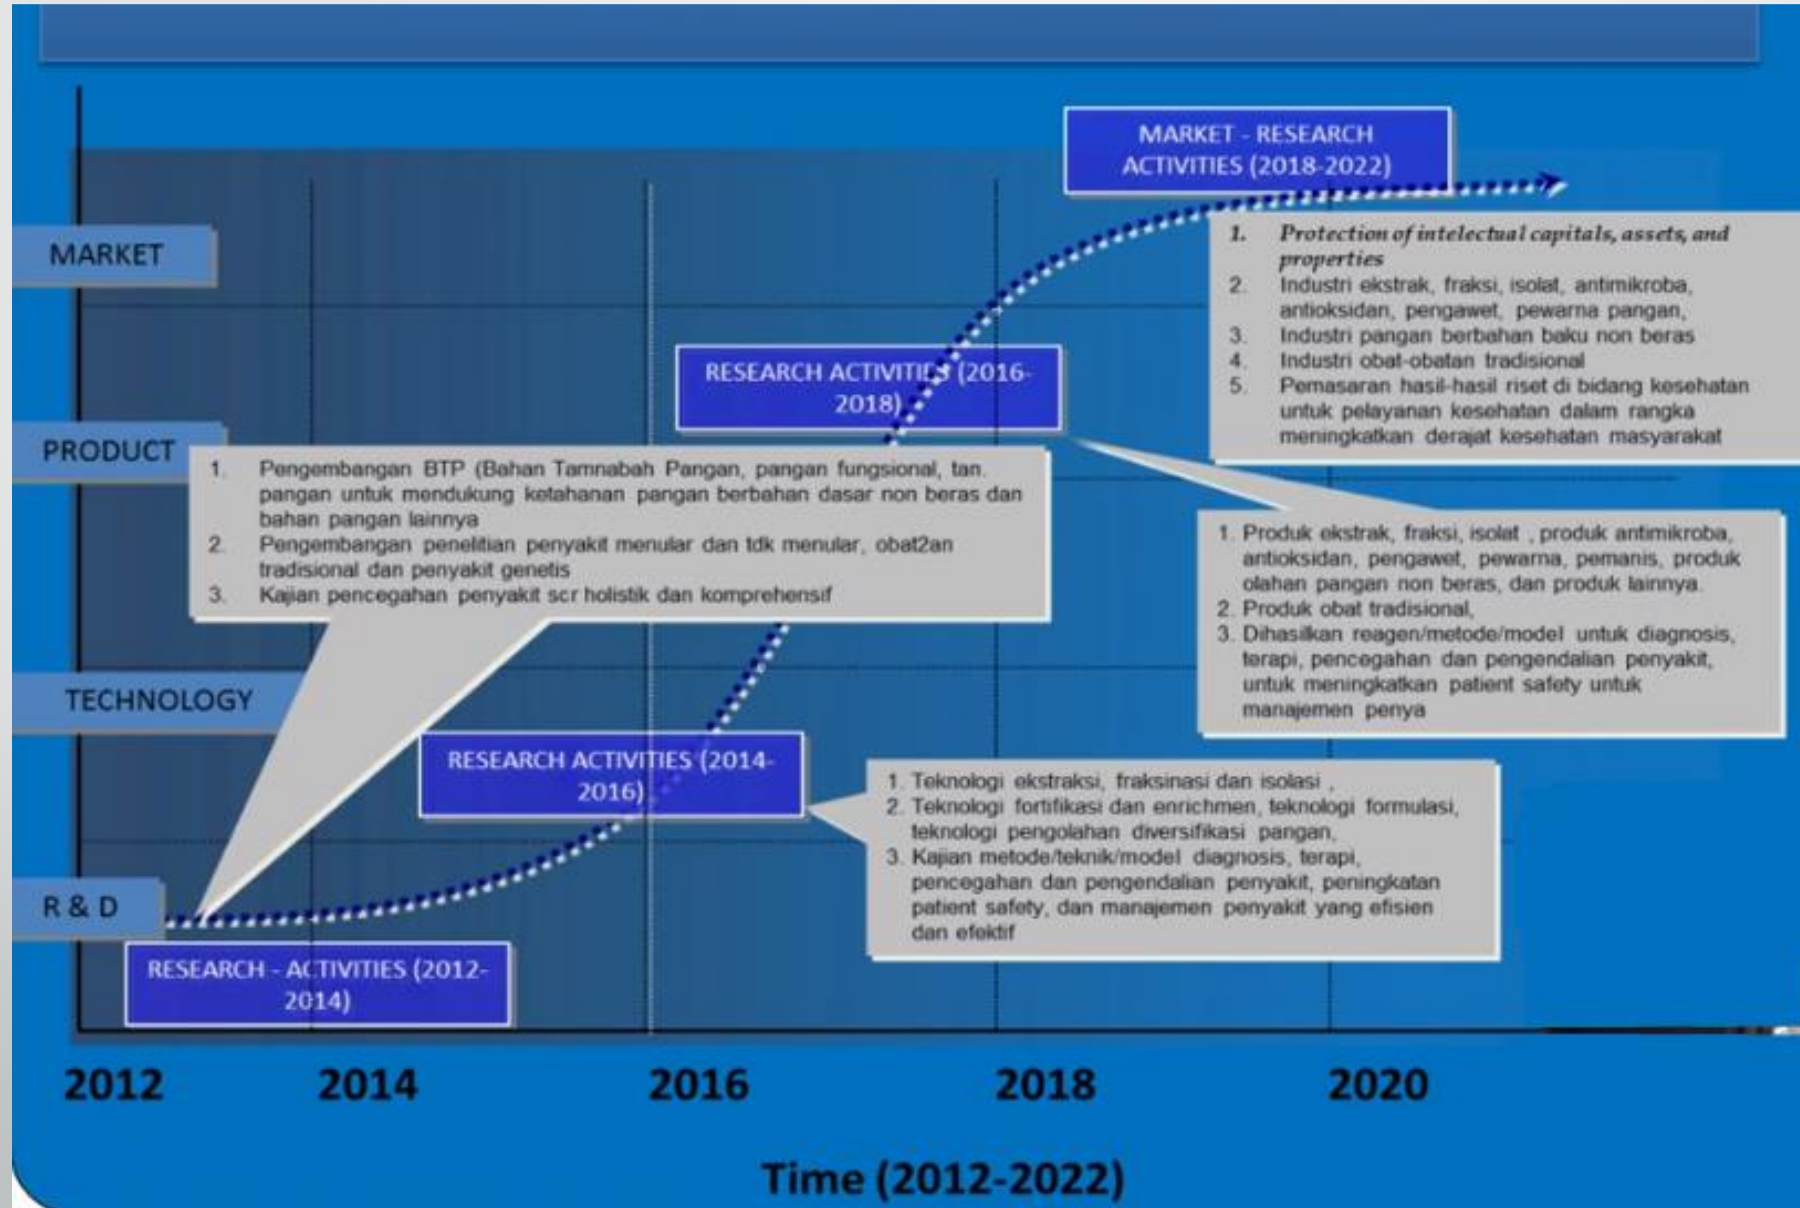 MARKET - RESEARCH
ACTIVITIES (2018-2022)
MARKET
1. Protection of intelectual capitals, assets, and
properties
2. Industri ekstrak, fraksi, isolat, antimikroba,
antioksidan, pengawet, pewarna pangan,
3. Industri pangan berbahan baku non beras
4. Industri obat-obatan tradisional
5. Pemasaran hasil-hasil riset di bidang kesehatan
untuk pelayanan kesehatan dalam rangka
meningkatkan derajat kesehatan masyarakat
RESEARCH ACTIVITIES (2016-
2018)
PRODUCT
1. Pengembangan BTP (Bahan Tamnabah Pangan, pangan fungsional, tan.
pangan untuk mendukung ketahanan pangan berbahan dasar non beras dan
bahan pangan lainnya
2. Pengembangan penelitian penyakit menular dan tdk menular, obat2an
tradisional dan penyakit genetis
3. Kajian pencegahan penyakit scr holistik dan komprehensif
1. Produk ekstrak, fraksi, isolat , produk antimikroba,
antioksidan, pengawet, pewarna, pemanis, produk
olahan pangan non beras, dan produk lainnya.
2. Produk obat tradisional,
3. Dihasilkan reagen/metode/model untuk diagnosis,
terapi, pencegahan dan pengendalian penyakit,
untuk meningkatkan patient safety untuk
manajemen penya
TECHNOLOGY
RESEARCH ACTIVITIES (2014-
2016)
1. Teknologi ekstraksi, fraksinasi dan isolasi ,
2. Teknologi fortifikasi dan enrichmen, teknologi formulasi,
teknologi pengolahan diversifikasi pangan,
3. Kajian metode/teknik/model diagnosis, terapi,
pencegahan dan pengendalian penyakit, peningkatan
patient safety, dan manajemen penyakit yang efisien
dan efektif
R & D
RESEARCH - ACTIVITIES (2012-
2014)
2012 2014 2016 2018 2020
Time (2012-2022)